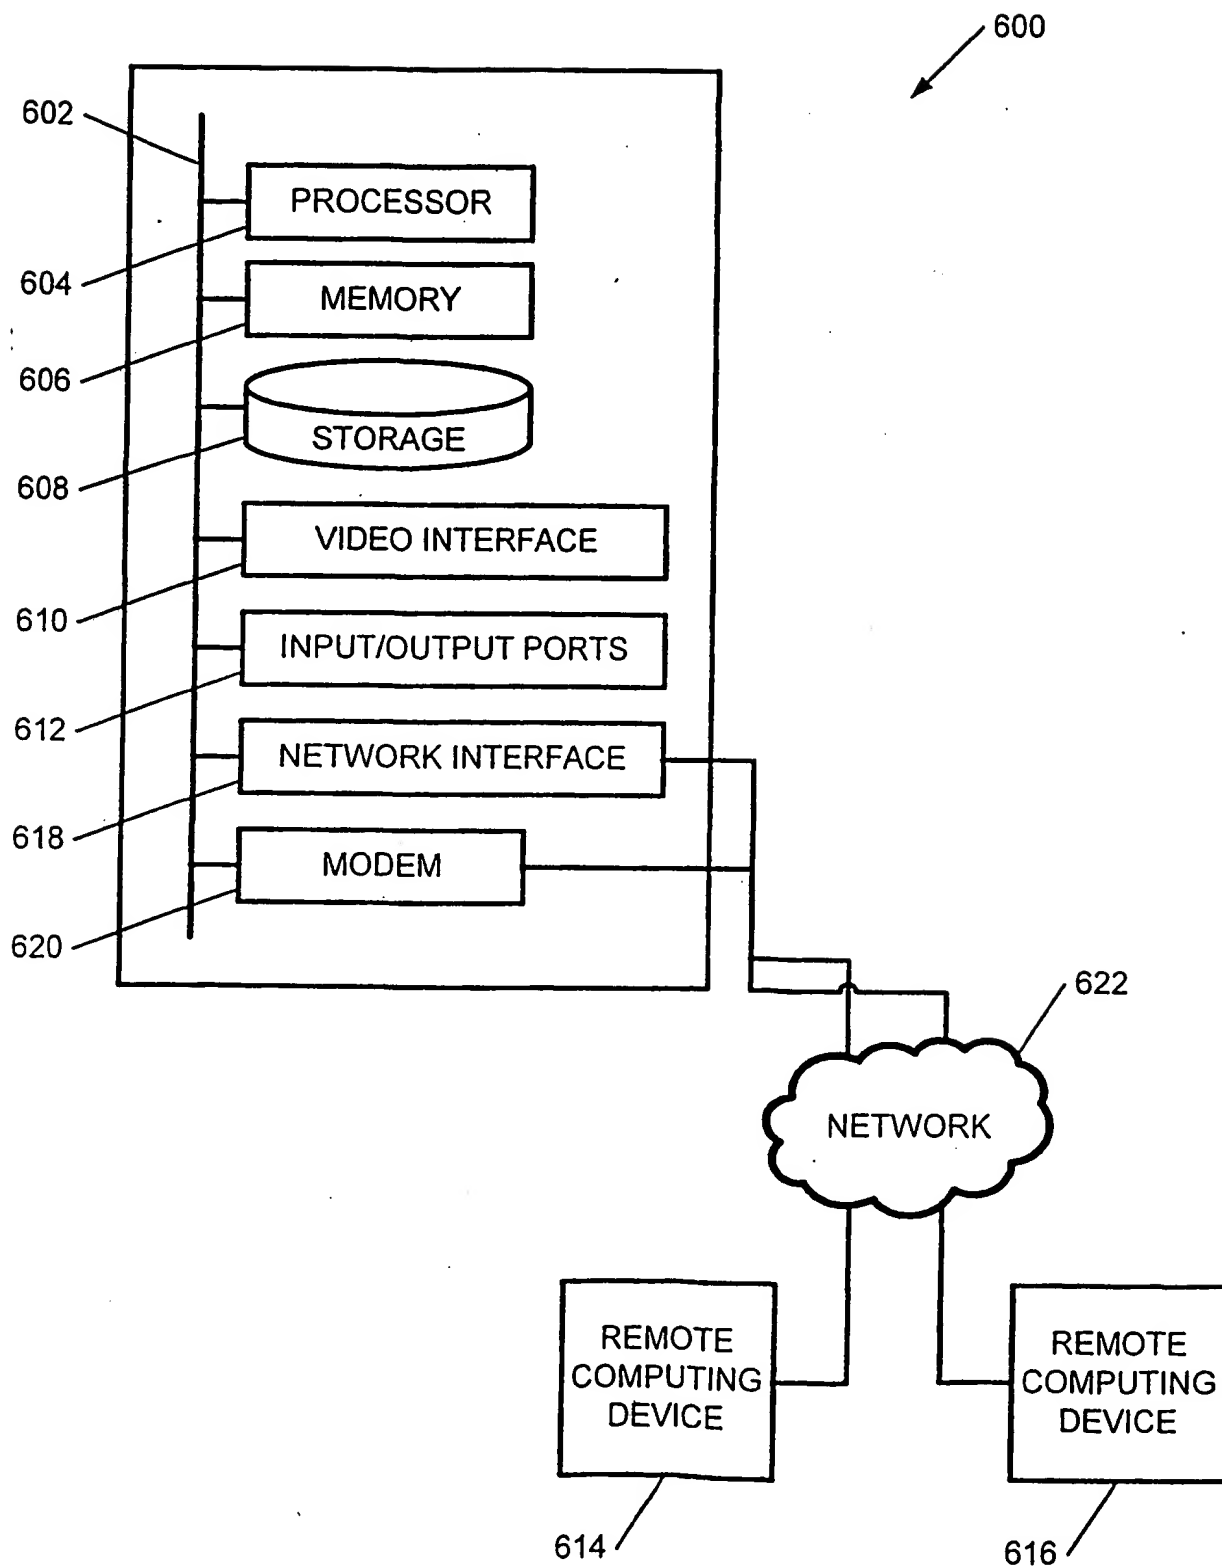 600
602
PROCESSOR
604
MEMORY
606
STORAGE
608
VIDEO INTERFACE
610
INPUT/OUTPUT PORTS
612
NETWORK INTERFACE
618
MODEM
620
622
NETWORK
REMOTE
COMPUTING
DEVICE
REMOTE
COMPUTING
DEVICE
614
616